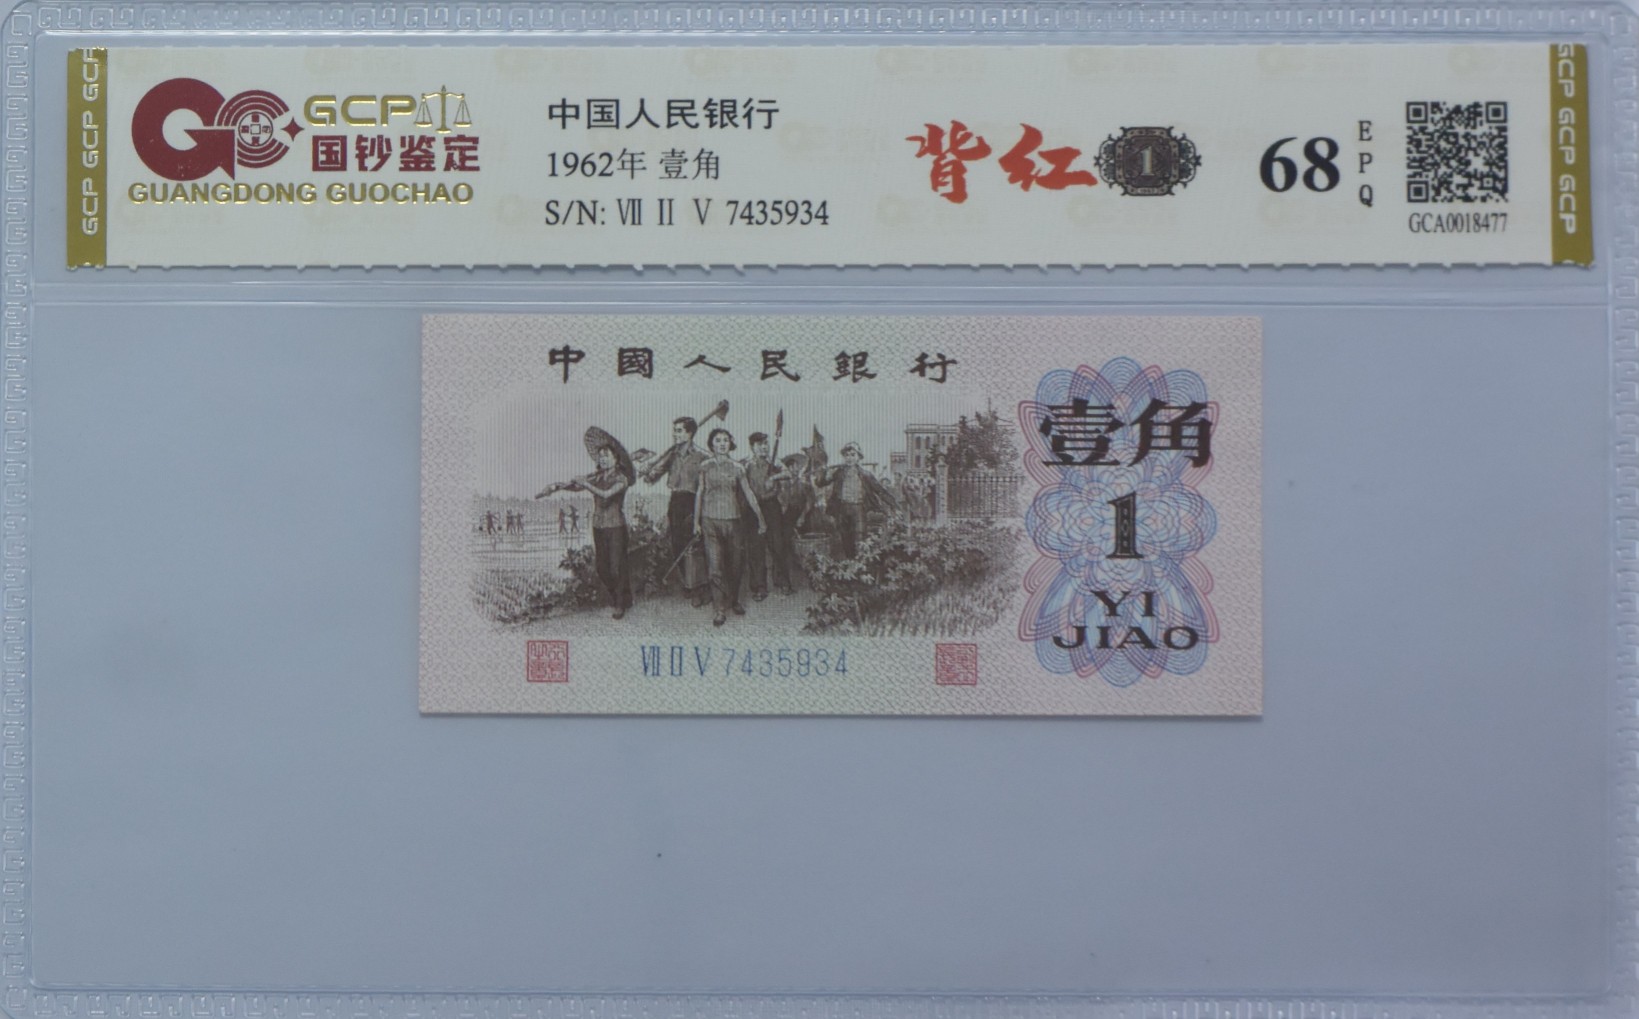 GCP GCP GCP
GCP
国钞鉴定
GUANGDONG GUOCHAO
中国人民银行
1962年 壹角
S/N: Ⅶ Ⅱ Ⅴ 7435934
背红
1
68
EPQ
GCA0018477
GCP GCP GCP
中國人民銀行
壹角
1
YI
JIAO
Ⅶ Ⅱ Ⅴ 7435934